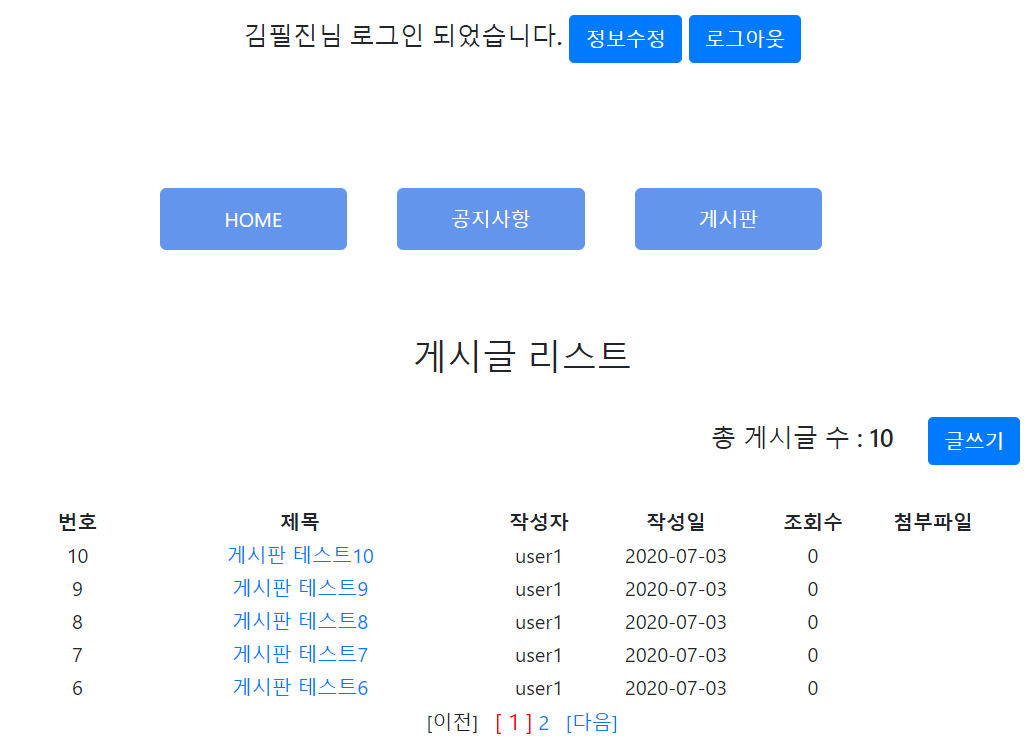 김필진님 로그인 되었습니다. 정보수정 로그아웃
HOME 공지사항 게시판
게시글 리스트
총 게시글 수 : 10 글쓰기
번호 제목 작성자 작성일 조회수 첨부파일
10 게시판 테스트10 user1 2020-07-03 0
9 게시판 테스트9 user1 2020-07-03 0
8 게시판 테스트8 user1 2020-07-03 0
7 게시판 테스트7 user1 2020-07-03 0
6 게시판 테스트6 user1 2020-07-03 0
[이전] [ 1 ] 2 [다음]